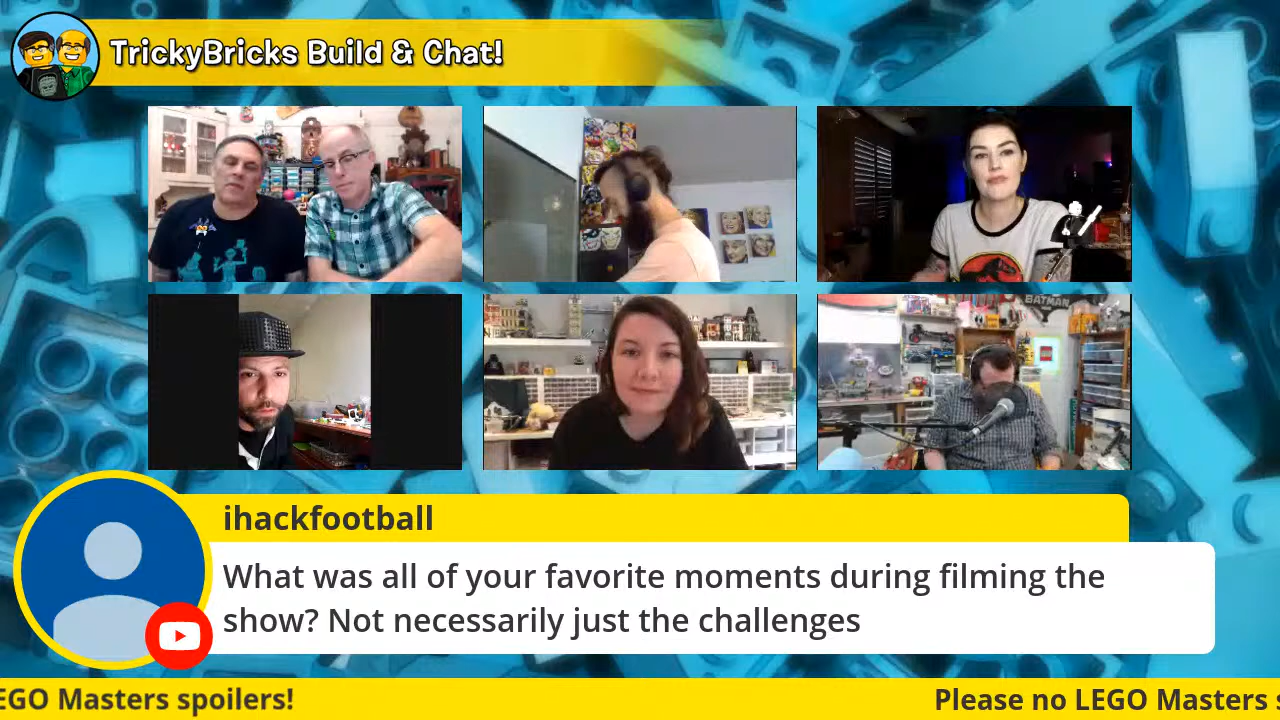 TrickyBricks Build & Chat!
BATMAN
ihackfootball
What was all of your favorite moments during filming the
show? Not necessarily just the challenges
EGO Masters spoilers!
Please no LEGO Masters s